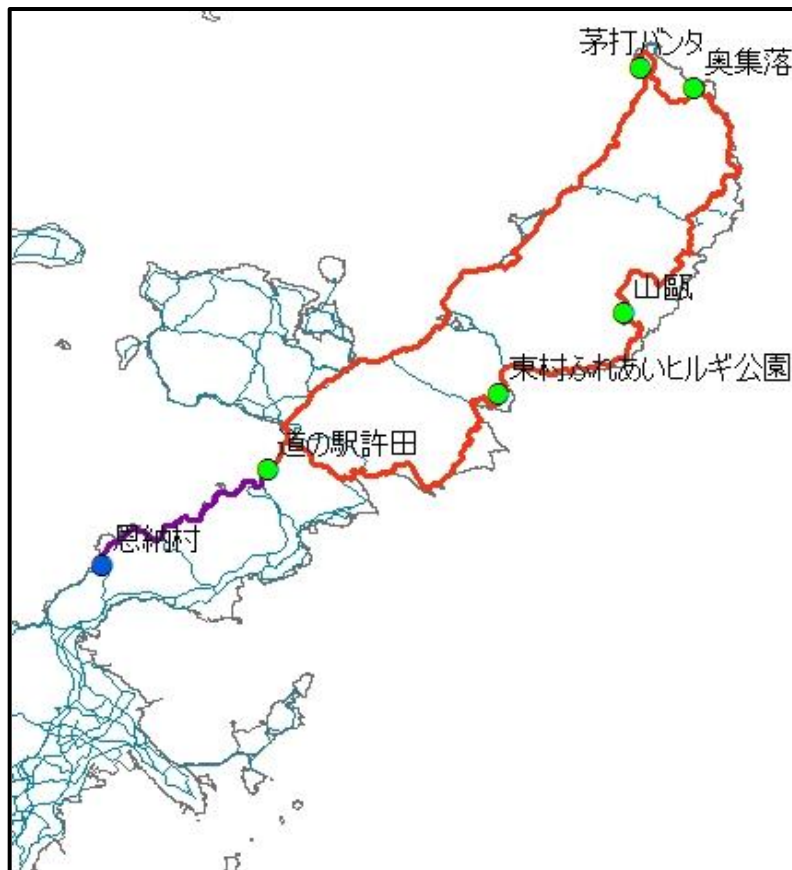 茅打バンタ
奥集落
山甌
東村ふれあいヒルギ公園
道の駅許田
恩納村